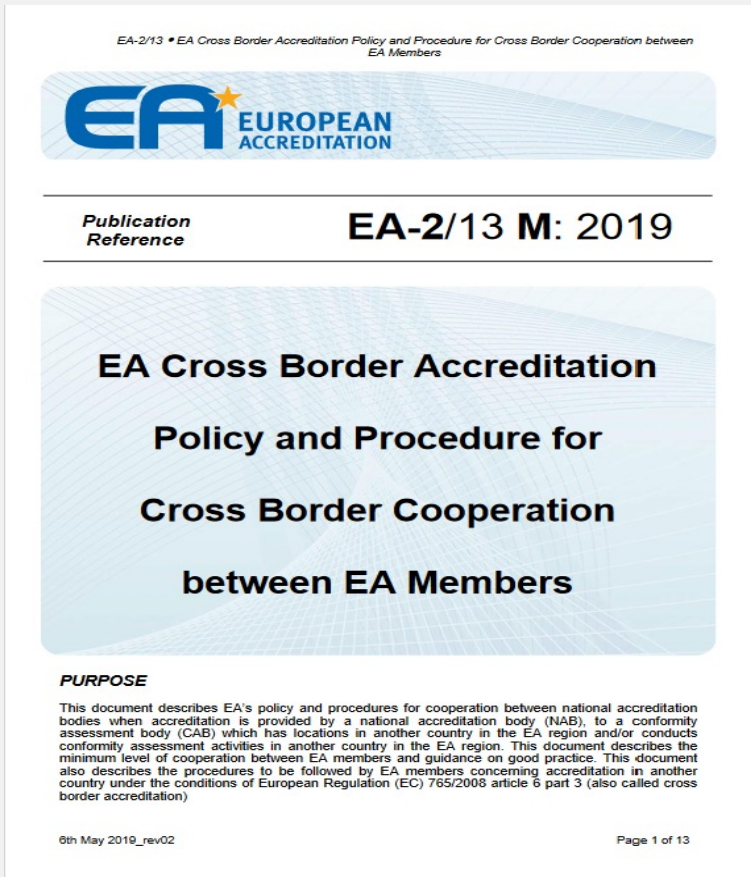 EA-2/13 • EA Cross Border Accreditation Policy and Procedure for Cross Border Cooperation between
EA Members
EA EUROPEAN
ACCREDITATION
Publication
Reference
EA-2/13 M: 2019
EA Cross Border Accreditation
Policy and Procedure for
Cross Border Cooperation
between EA Members
PURPOSE
This document describes EA's policy and procedures for cooperation between national accreditation
bodies when accreditation is provided by a national accreditation body (NAB), to a conformity
assessment body (CAB) which has locations in another country in the EA region and/or conducts
conformity assessment activities in another country in the EA region. This document describes the
minimum level of cooperation between EA members and guidance on good practice. This document
also describes the procedures to be followed by EA members concerning accreditation in another
country under the conditions of European Regulation (EC) 765/2008 article 6 part 3 (also called cross
border accreditation)
6th May 2019_rev02
Page 1 of 13